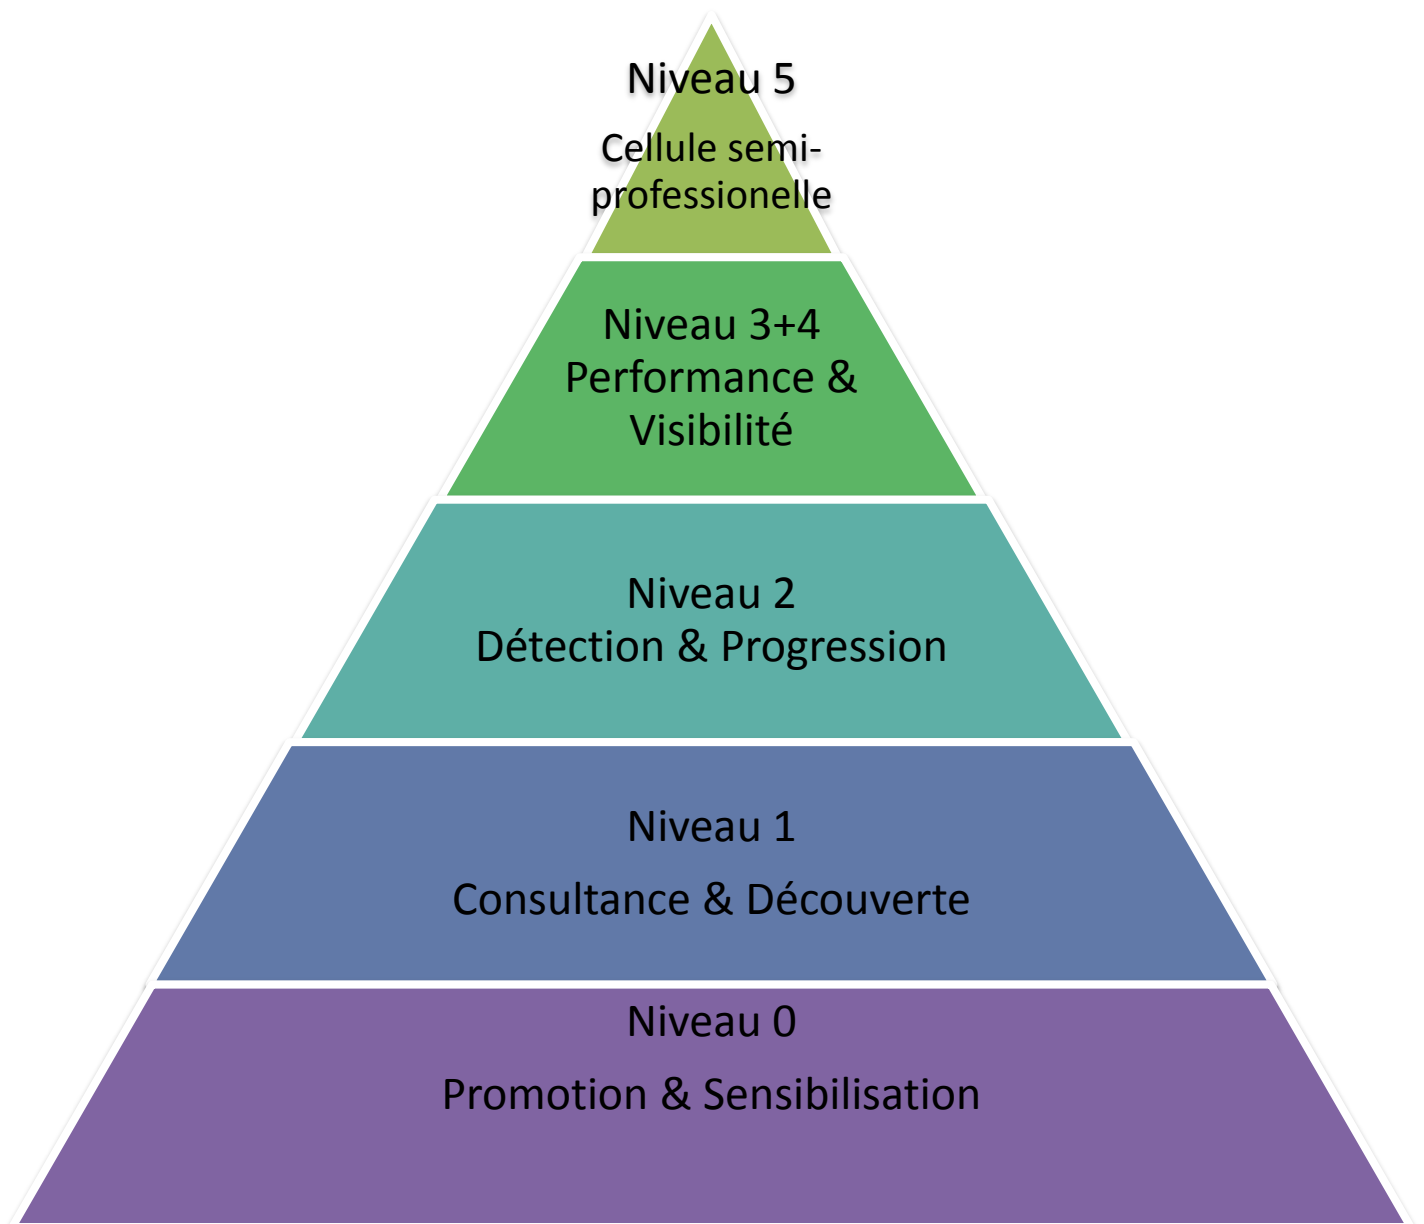 Niveau 5
Cellule semi-
professionelle
Niveau 3+4
Performance &
Visibilité
Niveau 2
Détection & Progression
Niveau 1
Consultance & Découverte
Niveau 0
Promotion & Sensibilisation